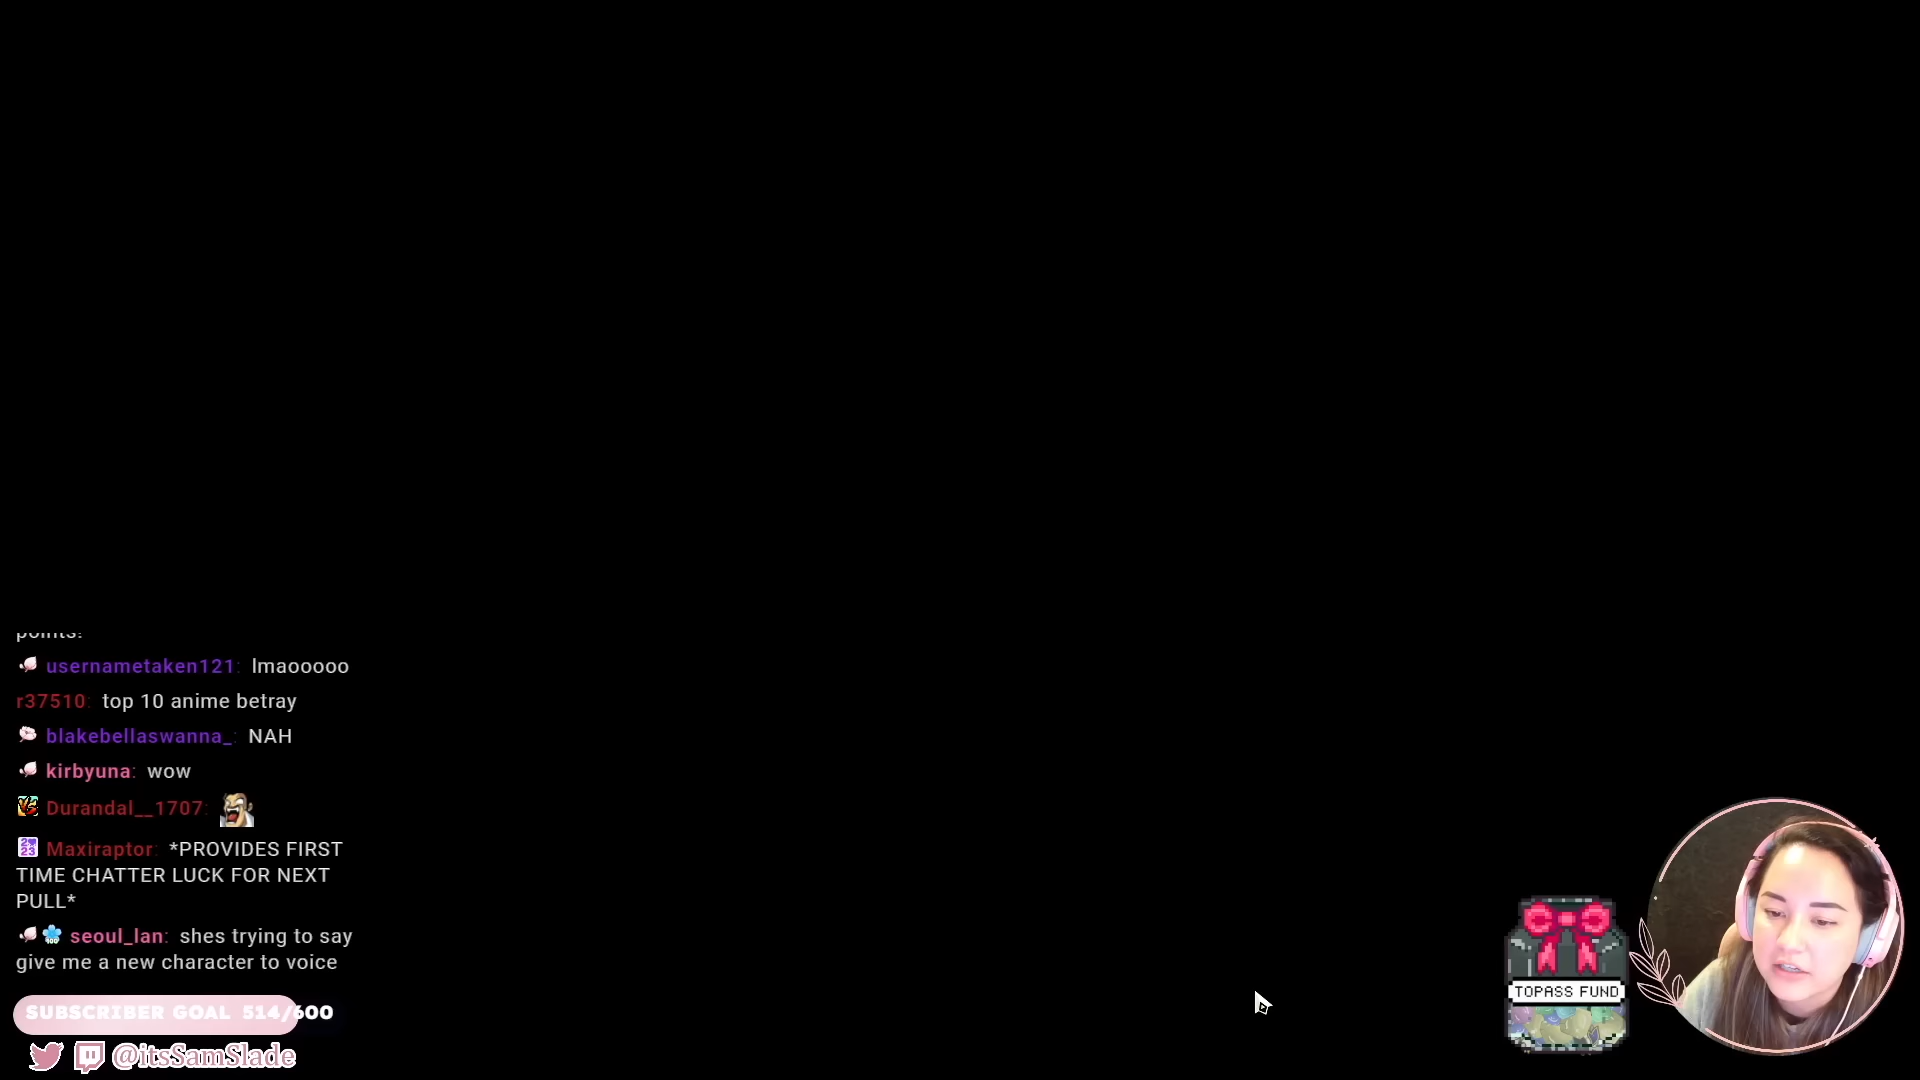 points!
usernametaken121: lmaooooo
r37510: top 10 anime betray
blakebellaswanna_: NAH
kirbyuna: wow
Durandal__1707:
Maxiraptor: *PROVIDES FIRST
TIME CHATTER LUCK FOR NEXT
PULL*
seoul_lan: shes trying to say
give me a new character to voice
SUBSCRIBER GOAL 514/600
@itsSamSlade
TOPASS FUND